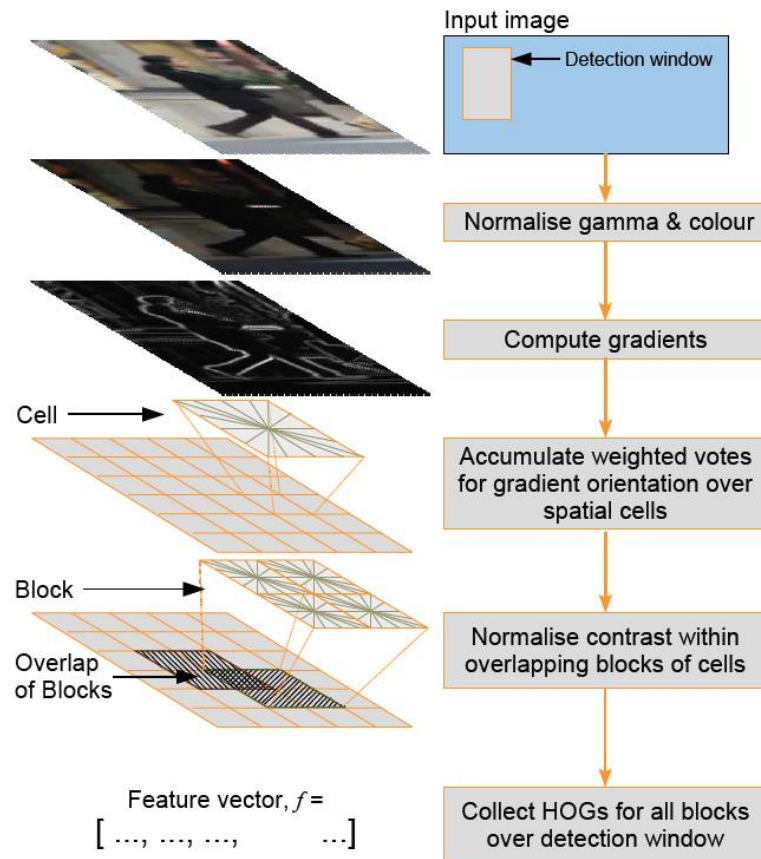 Input image
Detection window
Normalise gamma & colour
Compute gradients
Cell
Accumulate weighted votes
for gradient orientation over
spatial cells
Block
Overlap
of Blocks
Normalise contrast within
overlapping blocks of cells
Feature vector, f =
[ ..., ..., ..., ...]
Collect HOGs for all blocks
over detection window